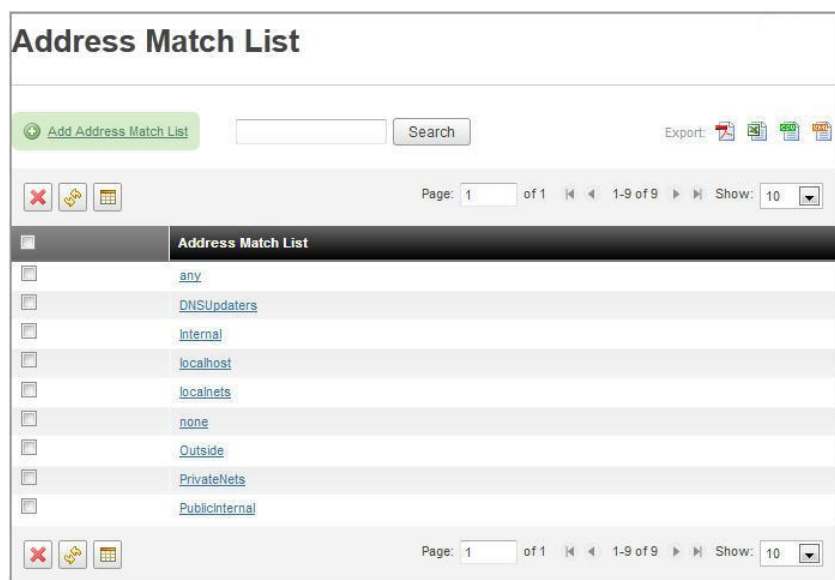 Address Match List
Add Address Match List Search Export:
Page: 1 of 1 1-9 of 9 Show: 10
Address Match List
any
DNSUpdaters
Internal
localhost
localnets
none
Outside
PrivateNets
PublicInternal
Page: 1 of 1 1-9 of 9 Show: 10